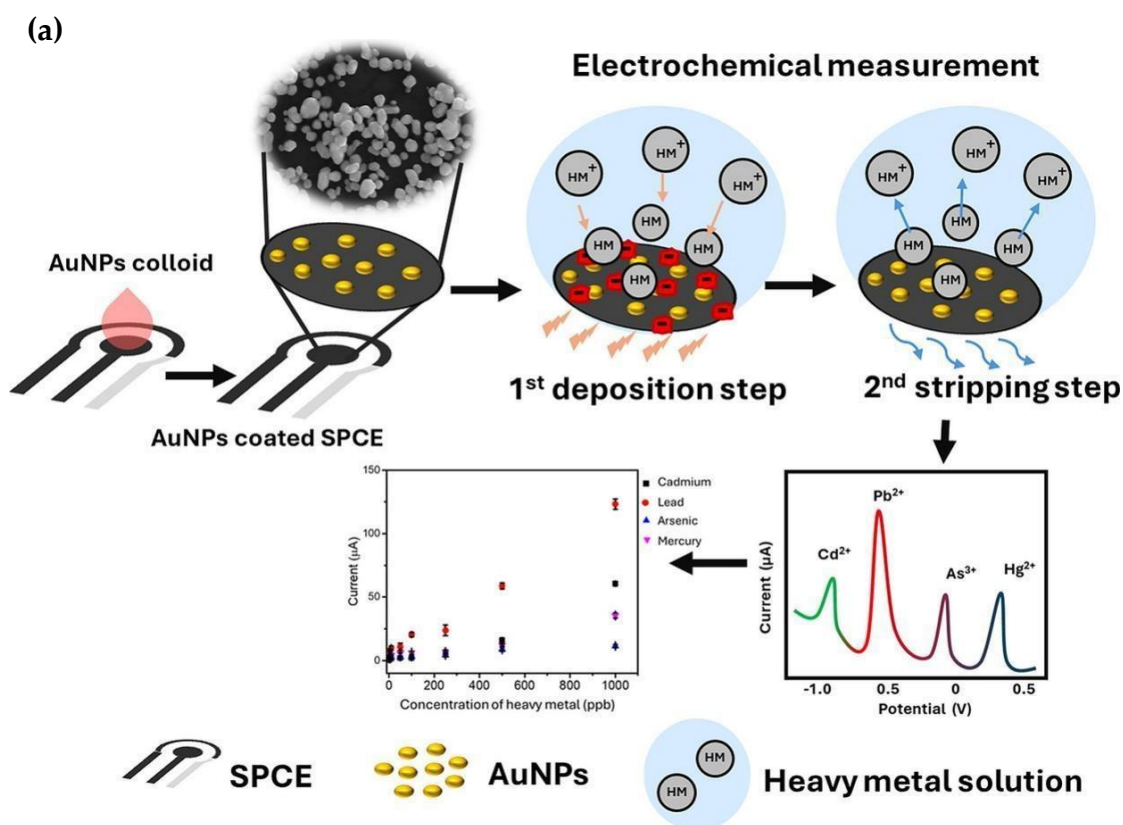 (a)
Electrochemical measurement
AuNPs colloid
AuNPs coated SPCE
HM+
HM+
HM+
HM
HM
HM
HM
1st deposition step
HM+
HM+
HM+
HM
HM
HM
HM
2nd stripping step
150
100
50
0
Current (μA)
0 200 400 600 800 1000
Concentration of heavy metal (ppb)
Cadmium
Lead
Arsenic
Mercury
Current (μA)
Cd2+
Pb2+
As3+
Hg2+
-1.0 0.5 0 0.5
Potential (V)
SPCE
AuNPs
HM
HM
Heavy metal solution